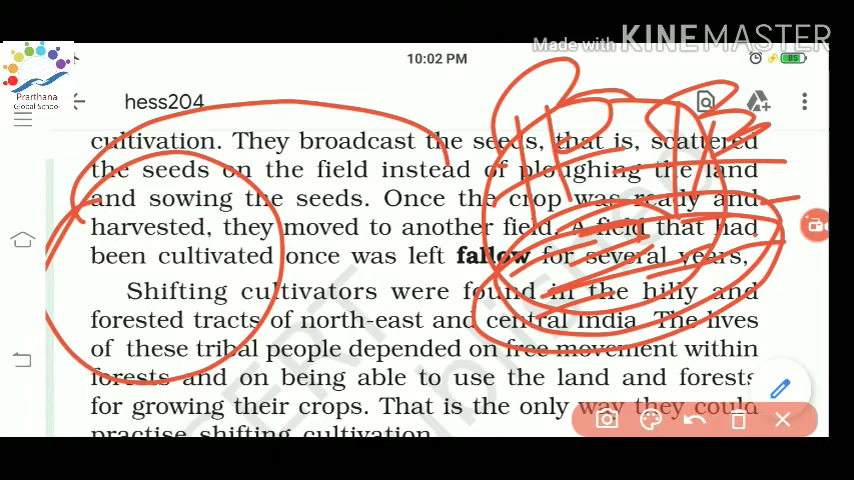 Made with KINEMASTER
10:02 PM
85
Prarthana
Global School
hess204
cultivation. They broadcast the seeds, that is, scattered
the seeds on the field instead of ploughing the land
and sowing the seeds. Once the crop was ready and
harvested, they moved to another field. A field that had
been cultivated once was left fallow for several years.
Shifting cultivators were found in the hilly and
forested tracts of north-east and central India. The lives
of these tribal people depended on free movement within
forests and on being able to use the land and forests
for growing their crops. That is the only way they could
practise shifting cultivation.